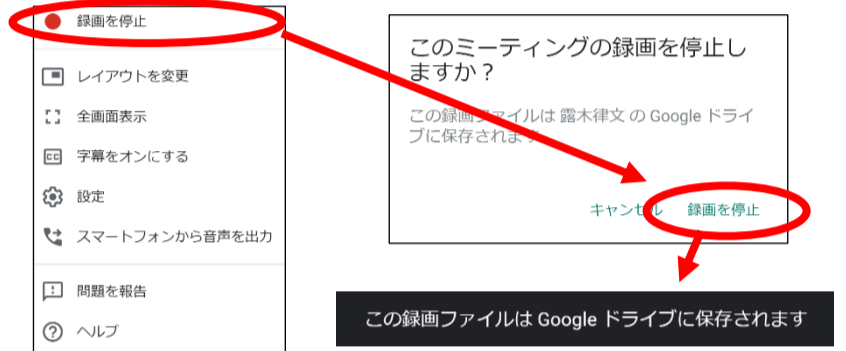 録画を停止
レイアウトを変更
全画面表示
字幕をオンにする
設定
スマートフォンから音声を出力
問題を報告
ヘルプ
このミーティングの録画を停止し
ますか？
この録画ファイルは 露木律文 の Google ドライ
ブに保存されます
キャンセル 録画を停止
この録画ファイルは Google ドライブに保存されます